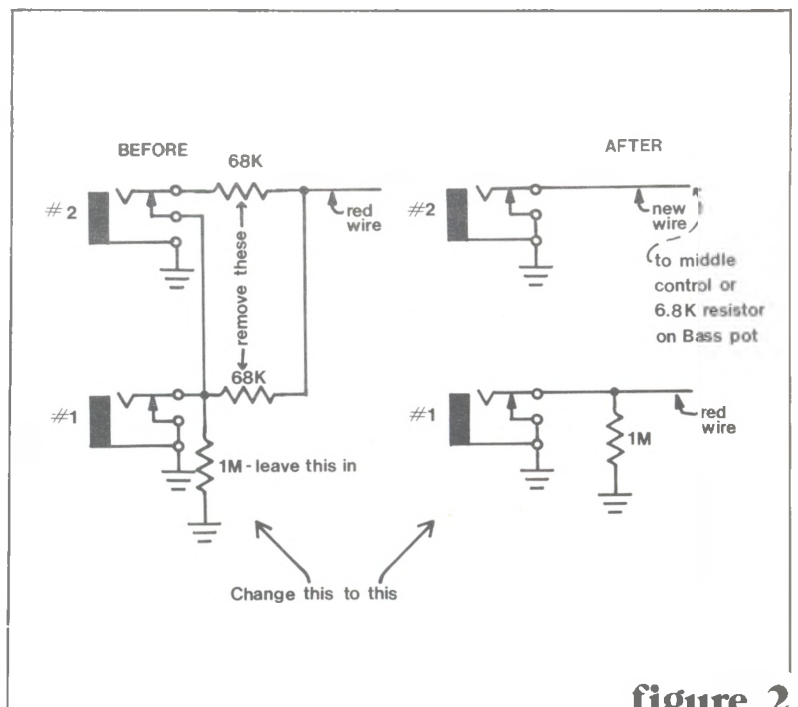 BEFORE
68K
#2
red
wire
remove these
68K
#1
1M - leave this in
AFTER
#2
new
wire
to middle
control or
6.8K resistor
on Bass pot
#1
red
wire
1M
Change this to this
figure 2